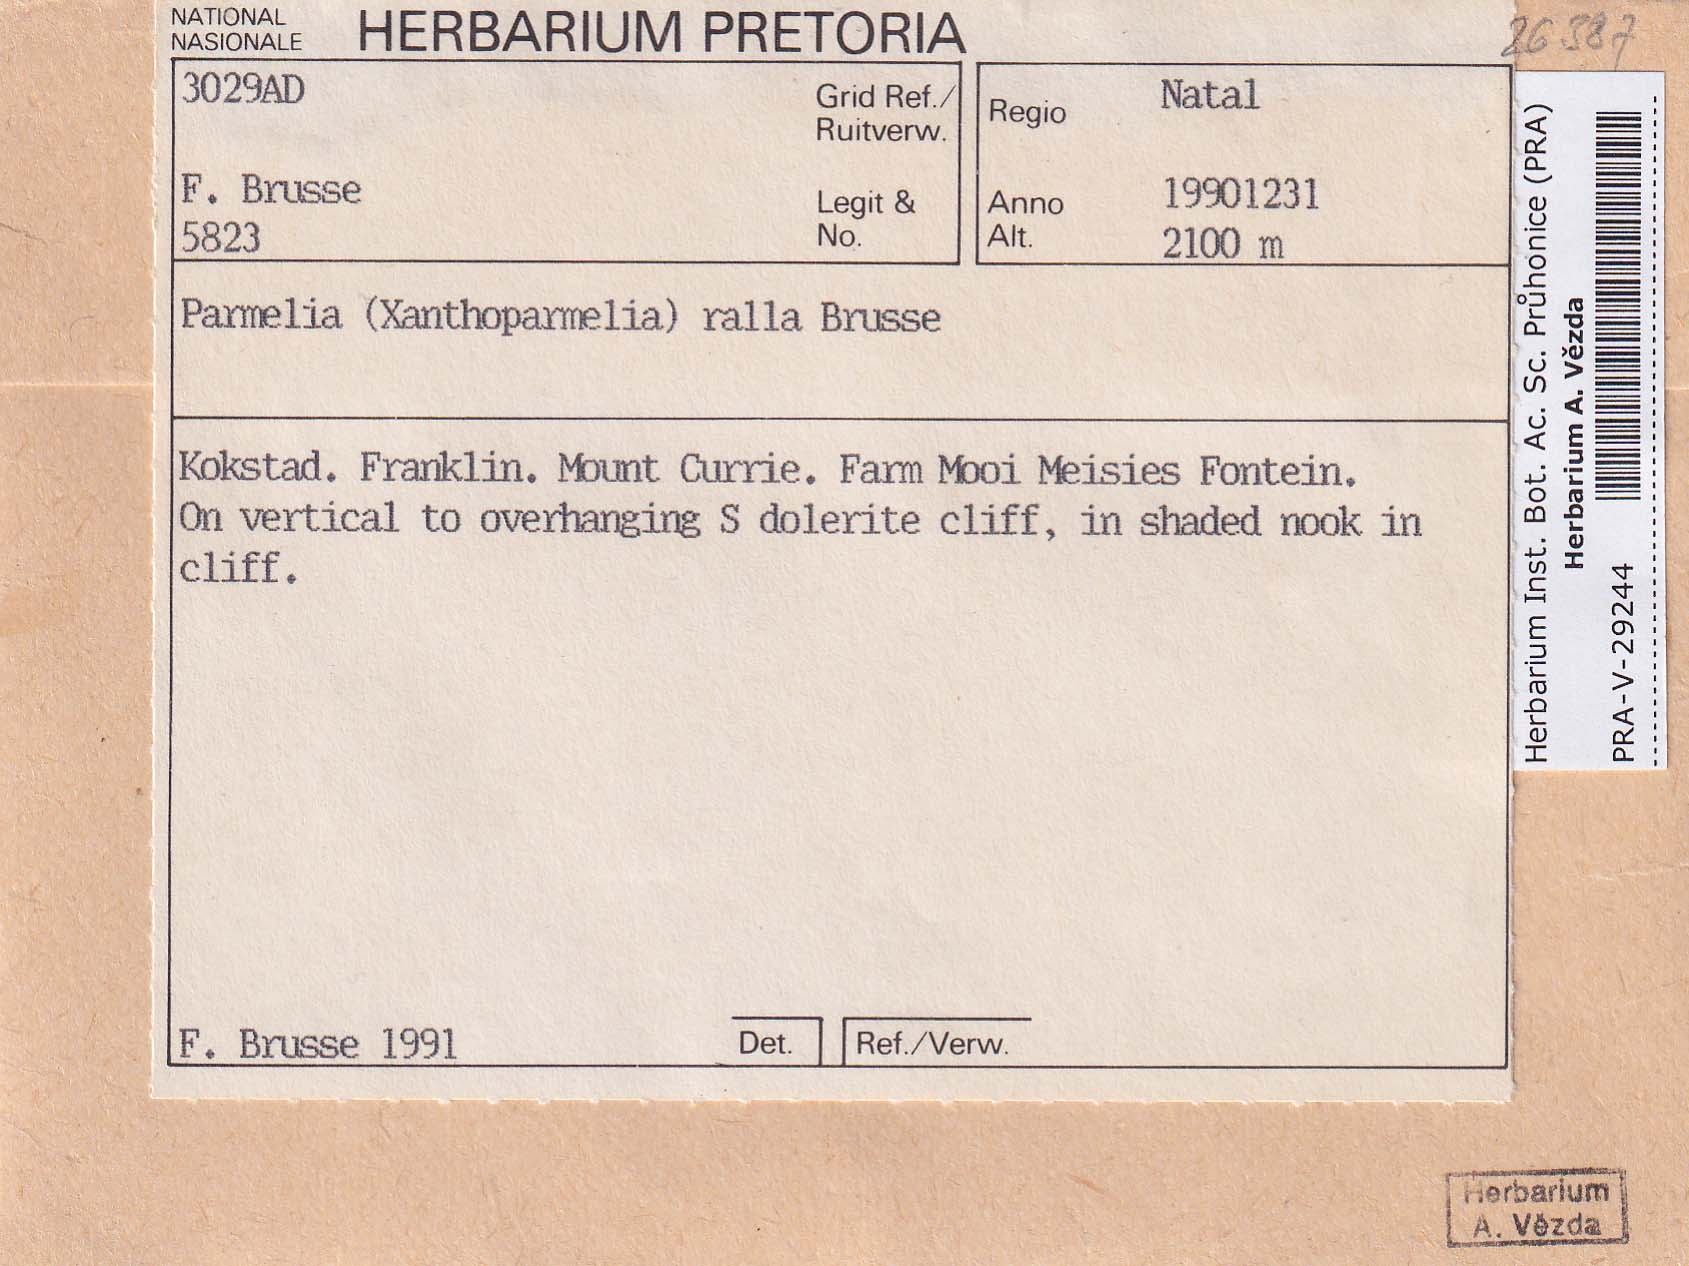 NATIONAL
NASIONALE
HERBARIUM PRETORIA
26387
3029AD
Grid Ref./
Ruitverw.
F. Brusse
Legit &
5823
No.
Regio
Natal
Anno
19901231
Alt.
2100 m
Parmelia (Xanthoparmelia) ralla Brusse
Kokstad. Franklin. Mount Currie. Farm Mooi Meisies Fontein.
On vertical to overhanging S dolerite cliff, in shaded nook in
cliff.
F. Brusse 1991
Det.
Ref./Verw.
Herbarium Inst. Bot. Ac. Sc. Průhonice (PRA)
Herbarium A. Vězda
PRA-V-29244
Herbarium
A. Vězda